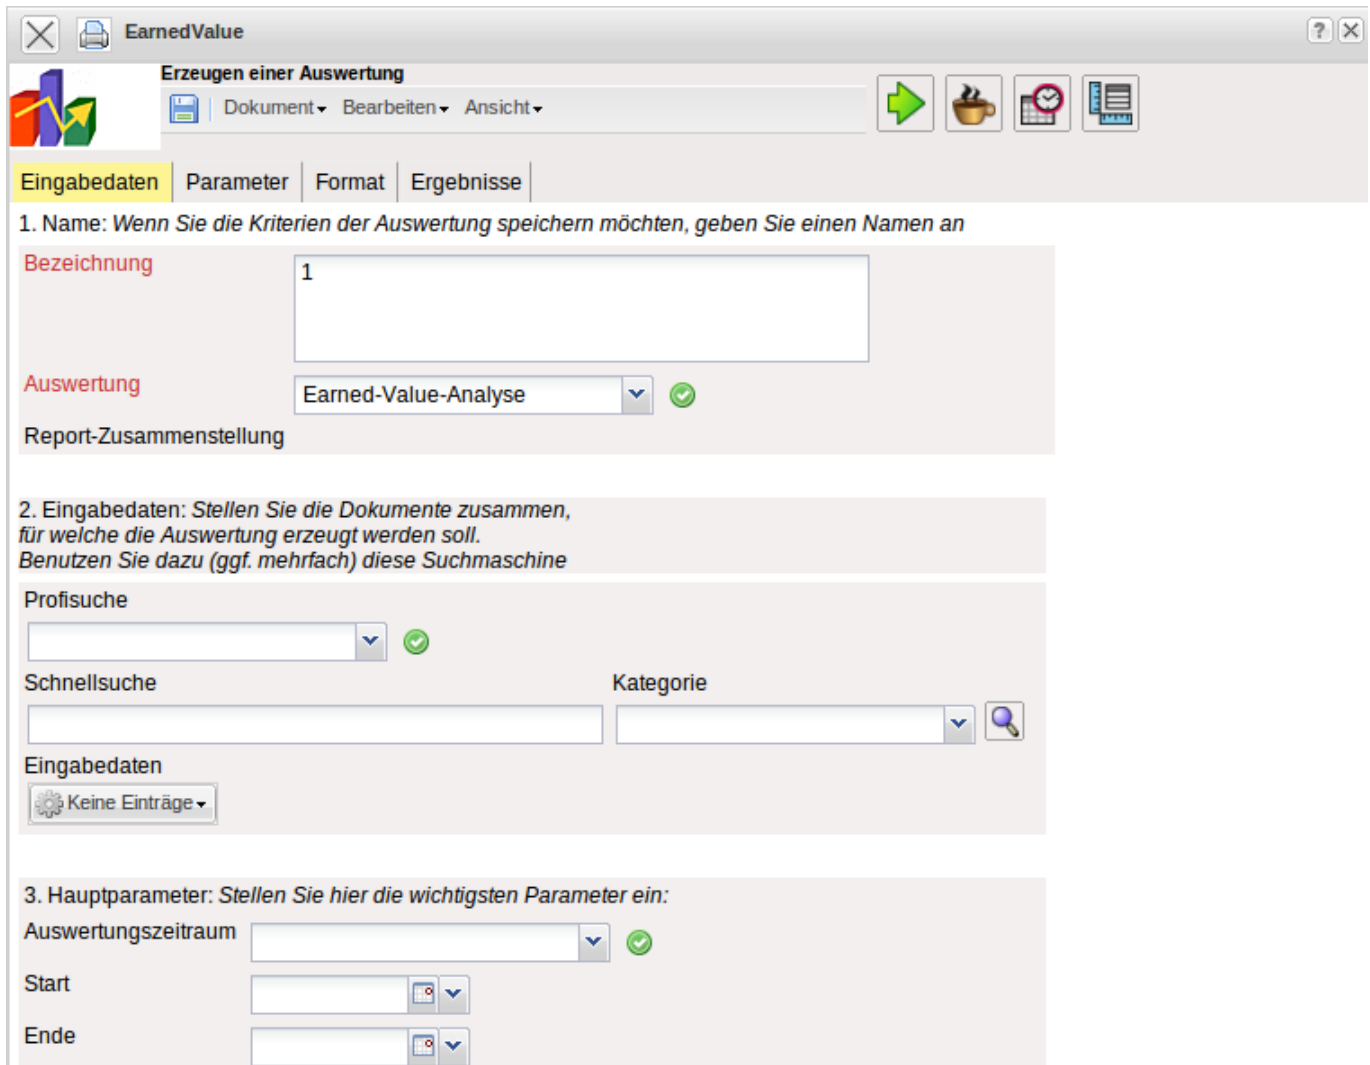 EarnedValue
Erzeugen einer Auswertung
Dokument Bearbeiten Ansicht
Eingabedaten Parameter Format Ergebnisse
1. Name: Wenn Sie die Kriterien der Auswertung speichern möchten, geben Sie einen Namen an
Bezeichnung 1
Auswertung Earned-Value-Analyse
Report-Zusammenstellung
2. Eingabedaten: Stellen Sie die Dokumente zusammen,
für welche die Auswertung erzeugt werden soll.
Benutzen Sie dazu (ggf. mehrfach) diese Suchmaschine
Profisuche
Schnellsuche Kategorie
Eingabedaten
Keine Einträge
3. Hauptparameter: Stellen Sie hier die wichtigsten Parameter ein:
Auswertungszeitraum
Start
Ende